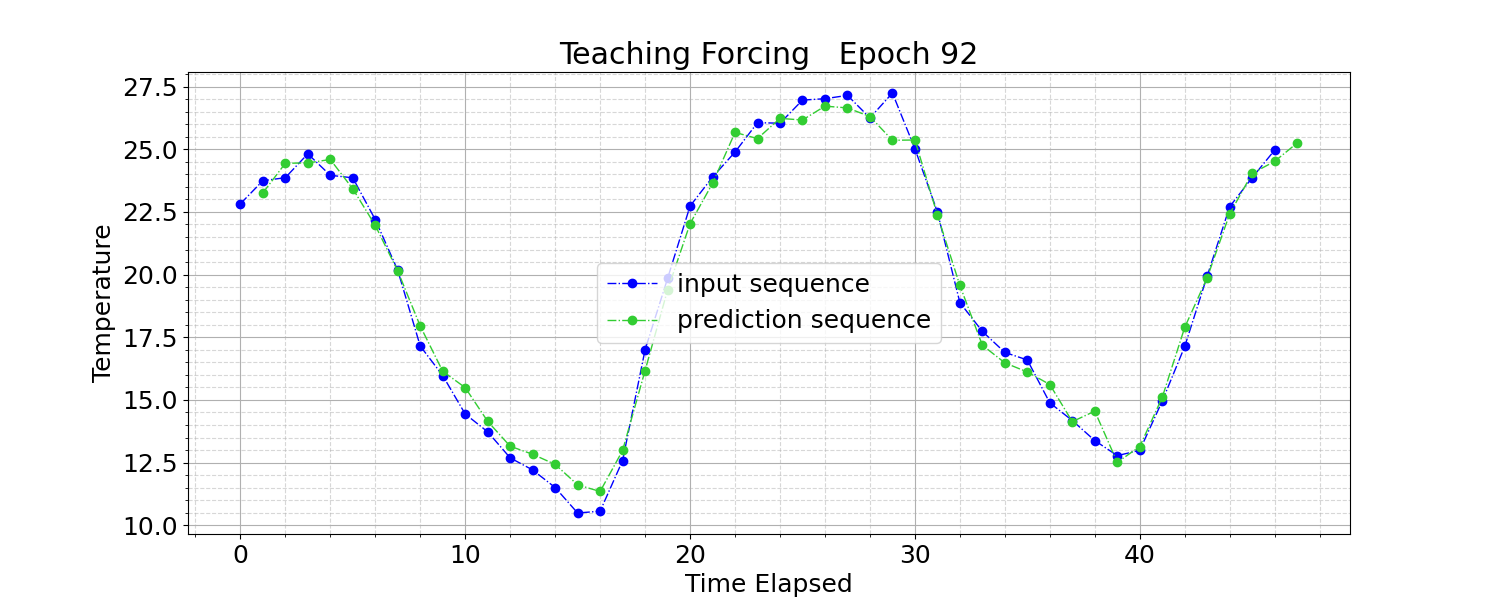 Teaching Forcing   Epoch 92
27.5
25.0
22.5
20.0
17.5
15.0
12.5
10.0
Temperature
input sequence
prediction sequence
0 10 20 30 40
Time Elapsed